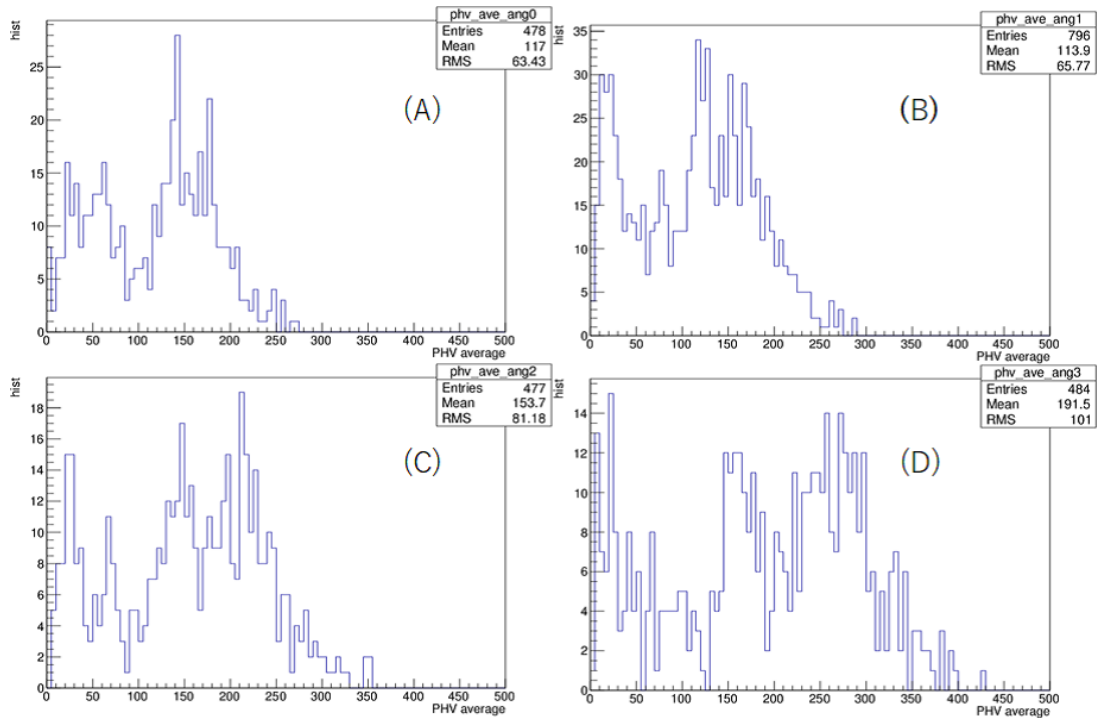 phv_ave_ang0
Entries 478
Mean 117
RMS 63.43
hist
25
20
15
10
5
0
(A)
0 50 100 150 200 250 300 350 400 450 500
PHV average
phv_ave_ang1
Entries 796
Mean 113.9
RMS 65.77
hist
35
30
25
20
15
10
5
0
(B)
0 50 100 150 200 250 300 350 400 450 500
PHV average
phv_ave_ang2
Entries 477
Mean 153.7
RMS 81.18
hist
18
16
14
12
10
8
6
4
2
0
(C)
0 50 100 150 200 250 300 350 400 450 500
PHV average
phv_ave_ang3
Entries 484
Mean 191.5
RMS 101
hist
14
12
10
8
6
4
2
0
(D)
0 50 100 150 200 250 300 350 400 450 500
PHV average